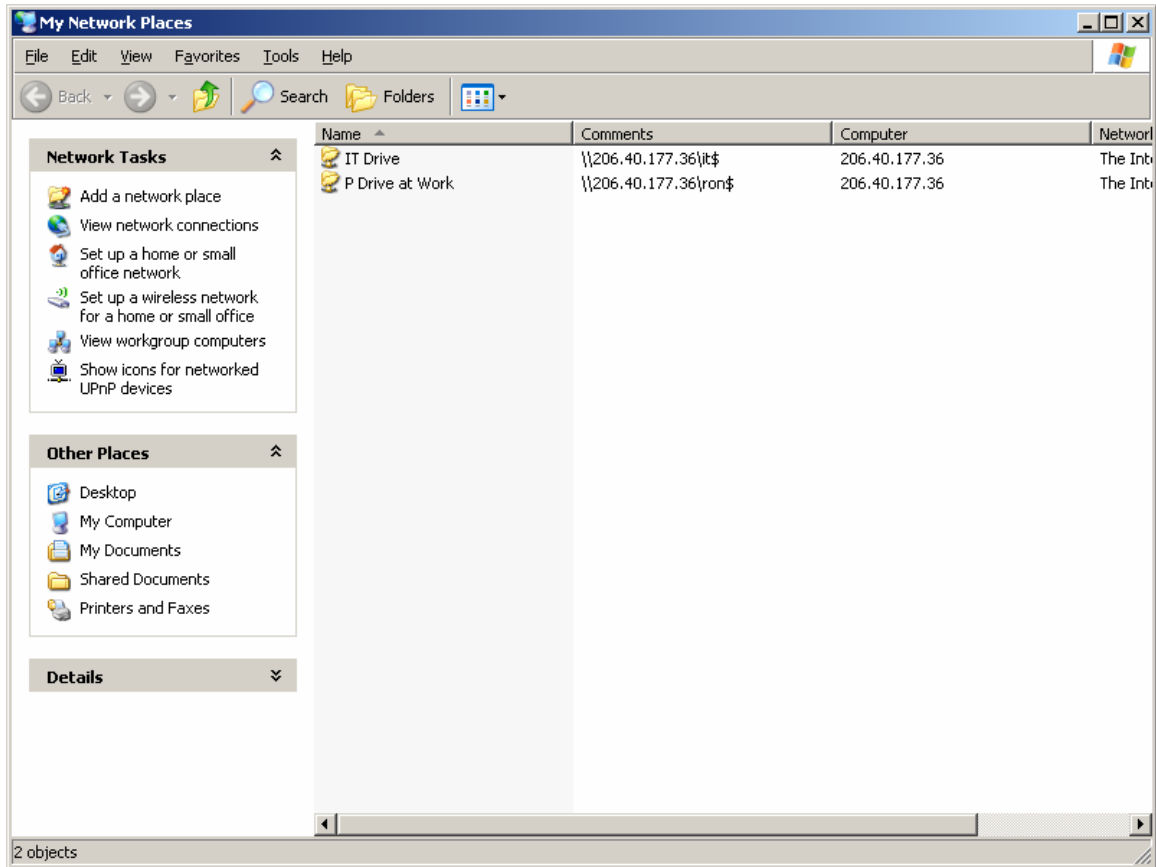 My Network Places
File Edit View Favorites Tools Help
Back Search Folders
Name Comments Computer Network
IT Drive \\206.40.177.36\it$ 206.40.177.36 The Inte
P Drive at Work \\206.40.177.36\ron$ 206.40.177.36 The Inte
Network Tasks
Add a network place
View network connections
Set up a home or small
office network
Set up a wireless network
for a home or small office
View workgroup computers
Show icons for networked
UPnP devices
Other Places
Desktop
My Computer
My Documents
Shared Documents
Printers and Faxes
Details
2 objects